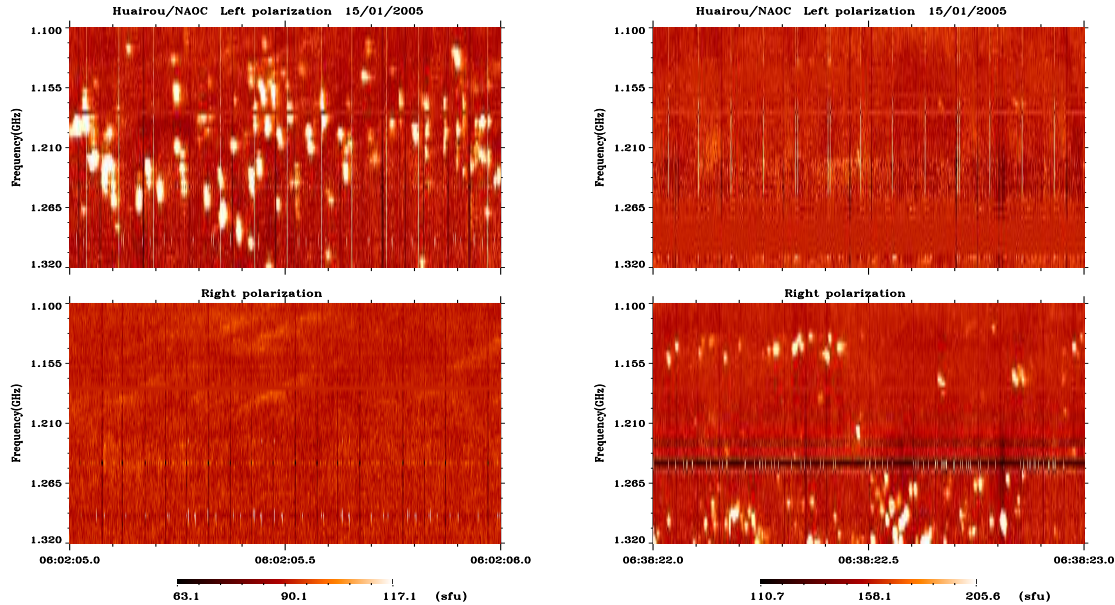 Huairou/NAOC Left polarization 15/01/2005
Huairou/NAOC Left polarization 15/01/2005
1.100
1.155
1.210
1.265
1.320
Frequency(GHz)
1.100
1.155
1.210
1.265
1.320
Frequency(GHz)
Right polarization
Right polarization
1.100
1.155
1.210
1.265
1.320
Frequency(GHz)
1.100
1.155
1.210
1.265
1.320
Frequency(GHz)
06:02:05.0 06:02:05.5 06:02:06.0
06:38:22.0 06:38:22.5 06:38:23.0
63.1 90.1 117.1 (sfu)
110.7 158.1 205.6 (sfu)